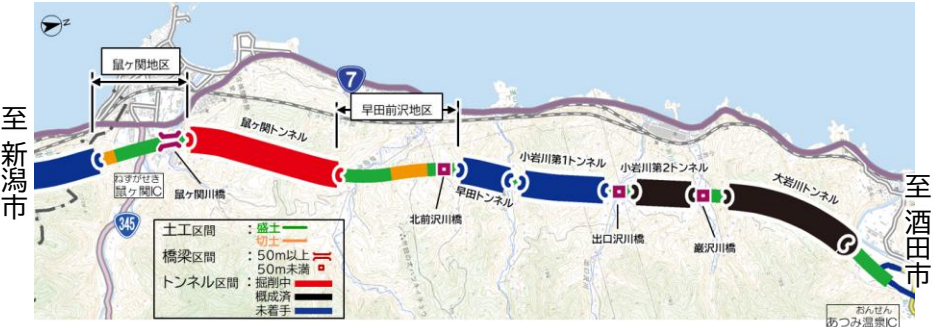 Z
鼠ヶ関地区
7
早田前沢地区
至新潟市
鼠ヶ関トンネル
小岩川第1トンネル
小岩川第2トンネル
大岩川トンネル
至酒田市
ねずがせき
鼠ヶ関IC
鼠ヶ関川橋
345
北前沢川橋
早田トンネル
出口沢川橋
巖沢川橋
土工区間:盛土
切土
橋梁区間:50m以上
50m未満
トンネル区間:掘削中
概成済
未着手
おんせん
あつみ温泉IC